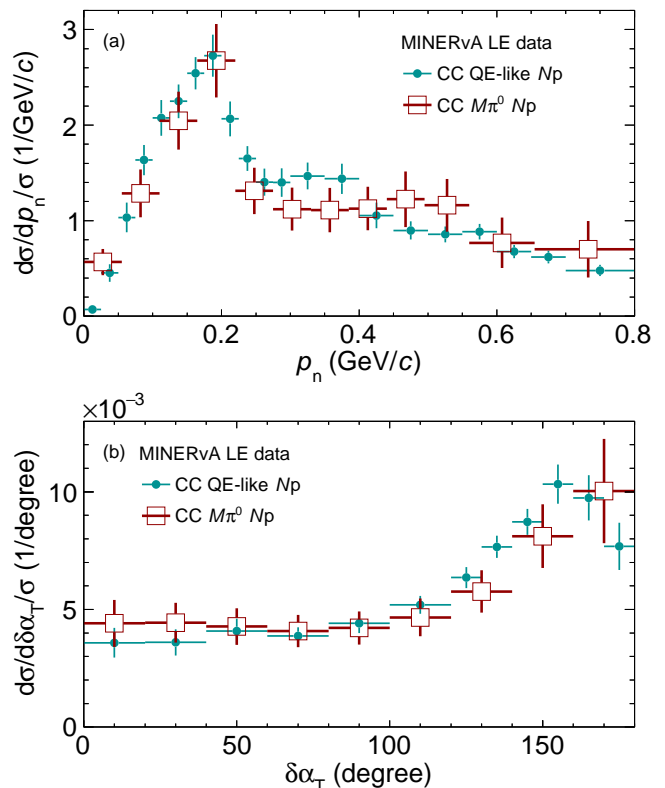 3
(a)
MINERvA LE data
CC QE-like Np
CC Mπ⁰ Np
2
1
0
dσ/dpₙ/σ (1/GeV/c)
0 0.2 0.4 0.6 0.8
pₙ (GeV/c)
×10⁻³
(b)
MINERvA LE data
CC QE-like Np
CC Mπ⁰ Np
10
5
0
dσ/dδα_T/σ (1/degree)
0 50 100 150
δα_T (degree)